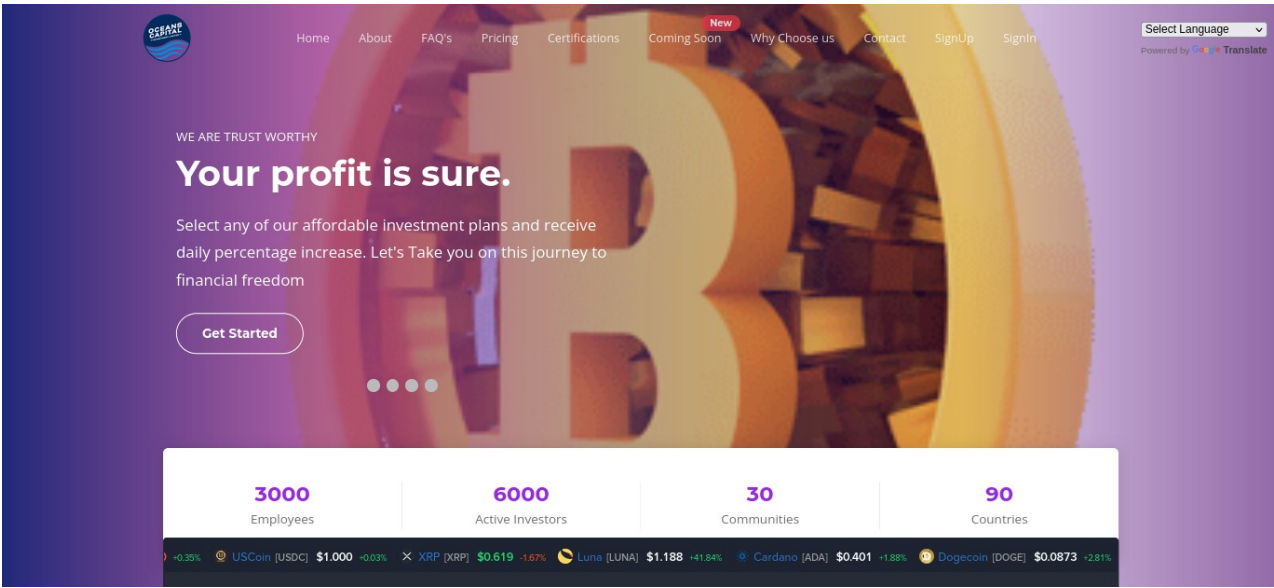 OCEANS
CAPITAL
Home About FAQ's Pricing Certifications Coming Soon New Why Choose us Contact SignUp SignIn
Select Language
Powered by Google Translate
WE ARE TRUST WORTHY
Your profit is sure.
Select any of our affordable investment plans and receive
daily percentage increase. Let's Take you on this journey to
financial freedom
Get Started
3000 6000 30 90
Employees Active Investors Communities Countries
) +0.35% USCoin [USDC] $1.000 +0.03% XRP [XRP] $0.619 -1.67% Luna [LUNA] $1.188 +41.84% Cardano [ADA] $0.401 +1.88% Dogecoin [DOGE] $0.0873 +2.81%